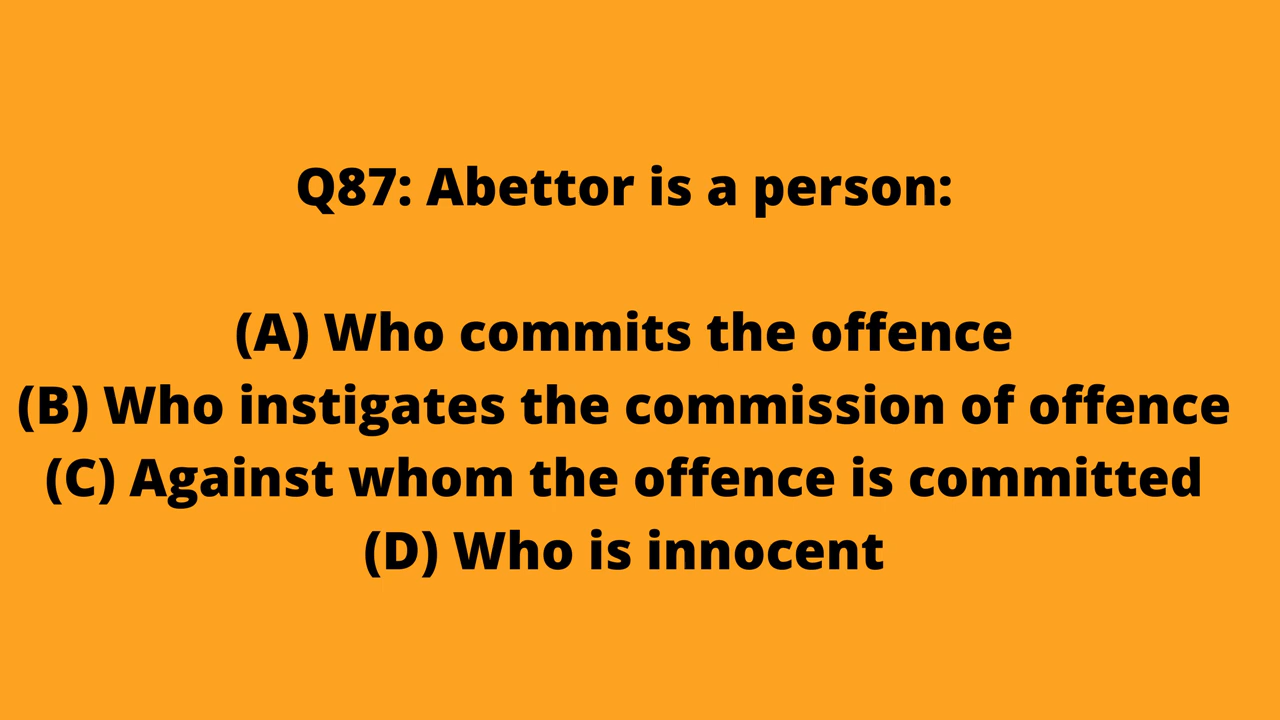 Q87: Abettor is a person:
(A) Who commits the offence
(B) Who instigates the commission of offence
(C) Against whom the offence is committed
(D) Who is innocent